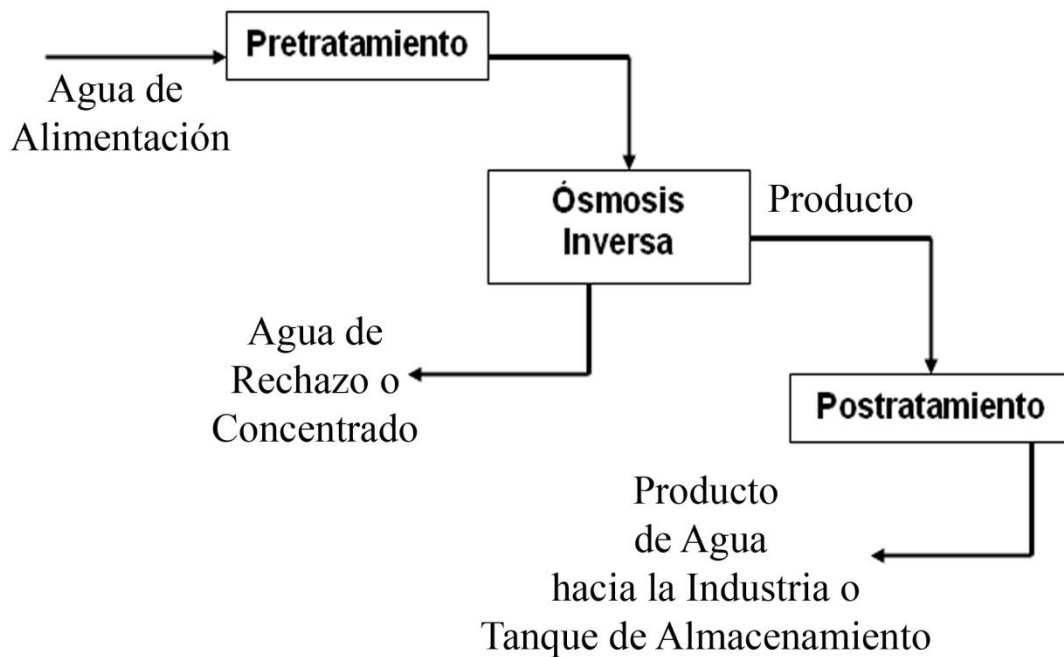 Pretratamiento
Agua de
Alimentación
Ósmosis
Inversa
Producto
Agua de
Rechazo o
Concentrado
Postratamiento
Producto
de Agua
hacia la Industria o
Tanque de Almacenamiento